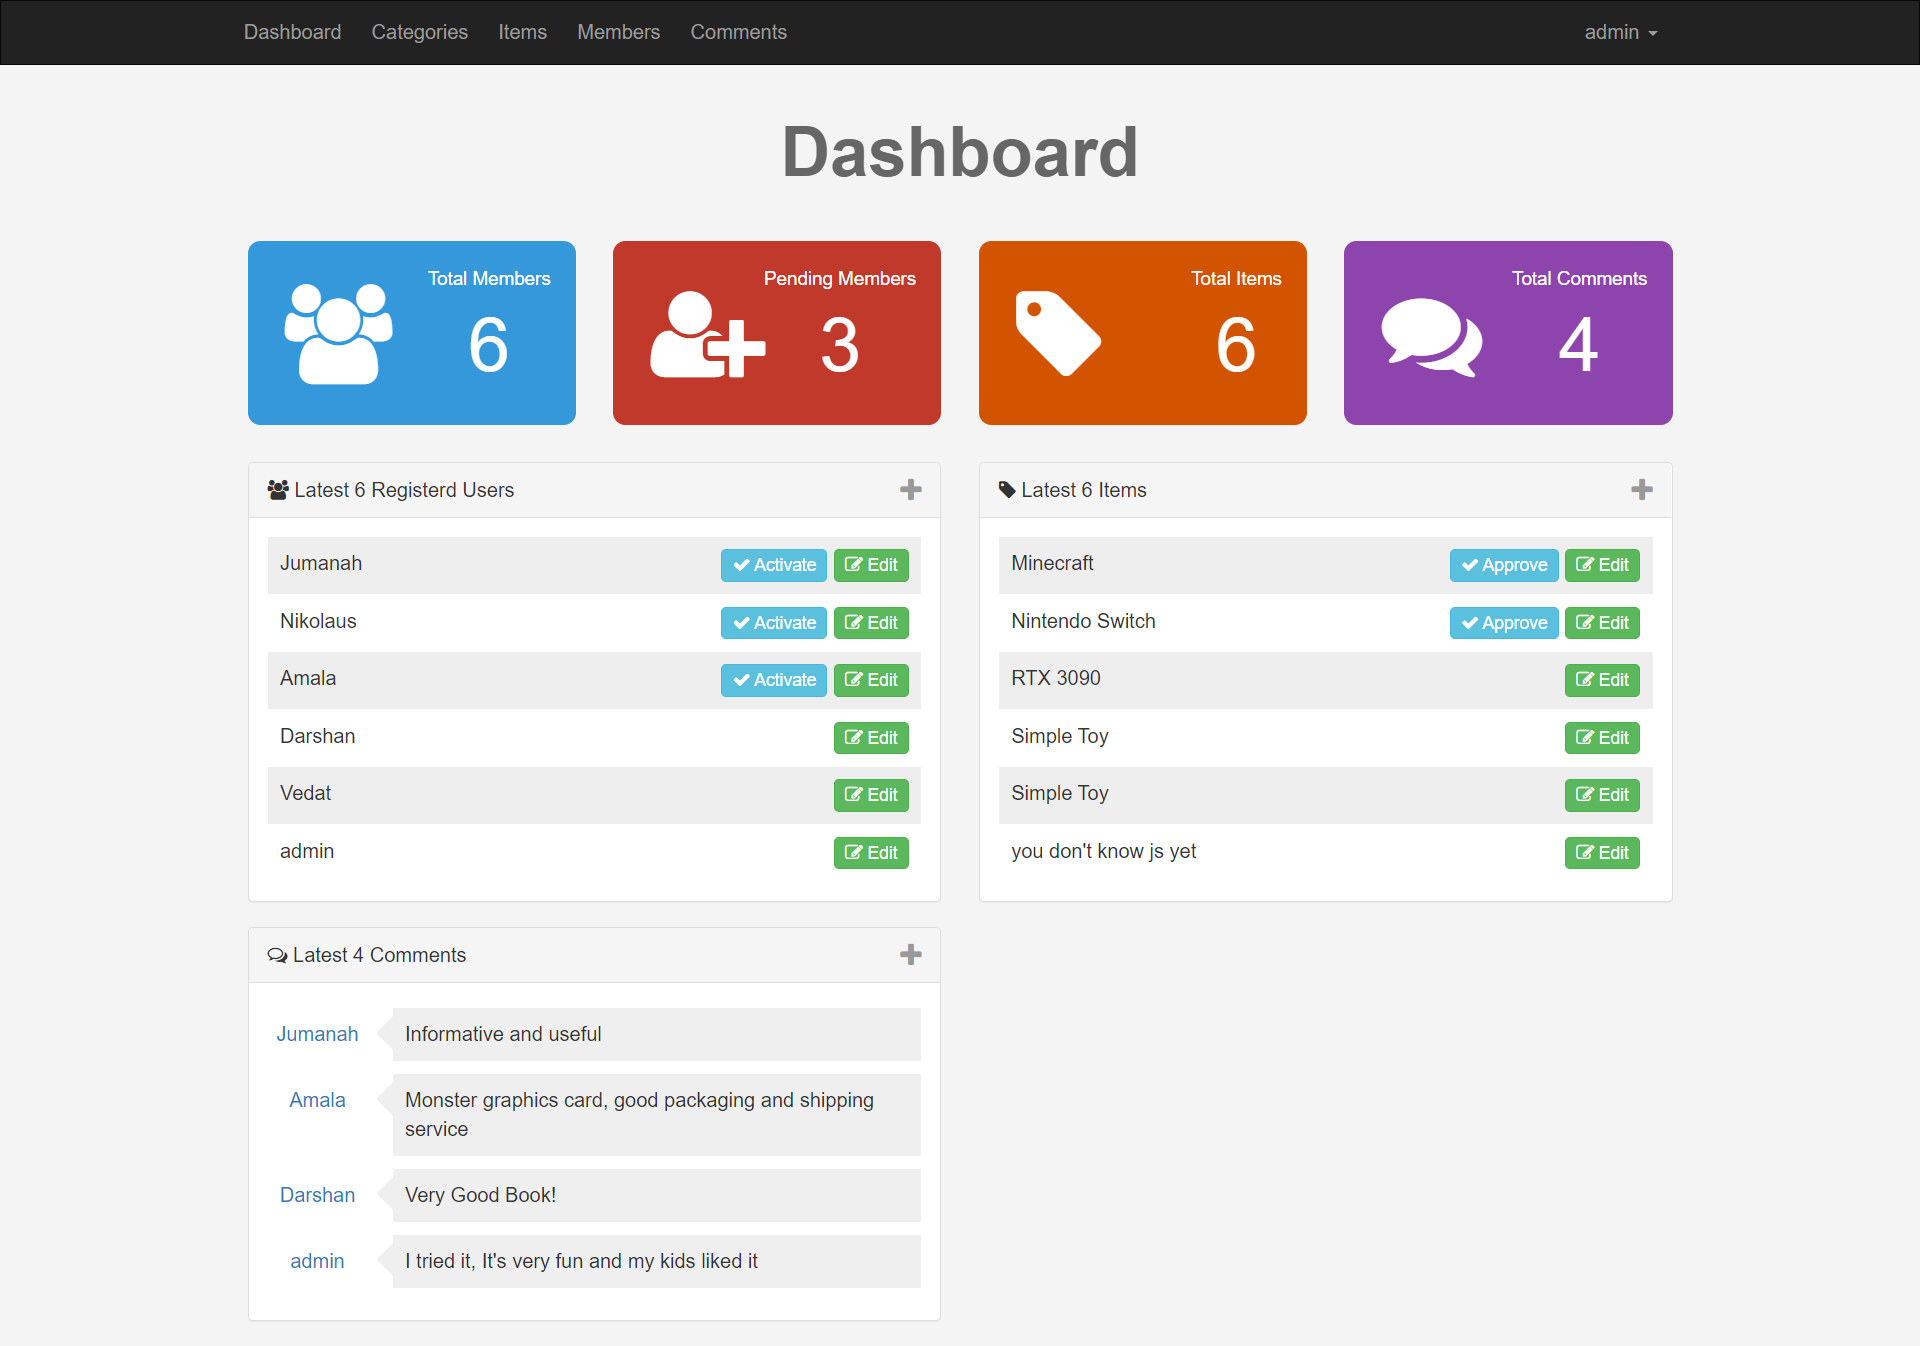 Dashboard Categories Items Members Comments admin
Dashboard
Total Members
6
Pending Members
3
Total Items
6
Total Comments
4
Latest 6 Registerd Users
Jumanah Activate Edit
Nikolaus Activate Edit
Amala Activate Edit
Darshan Edit
Vedat Edit
admin Edit
Latest 6 Items
Minecraft Approve Edit
Nintendo Switch Approve Edit
RTX 3090 Edit
Simple Toy Edit
Simple Toy Edit
you don't know js yet Edit
Latest 4 Comments
Jumanah Informative and useful
Amala Monster graphics card, good packaging and shipping
service
Darshan Very Good Book!
admin I tried it, It's very fun and my kids liked it